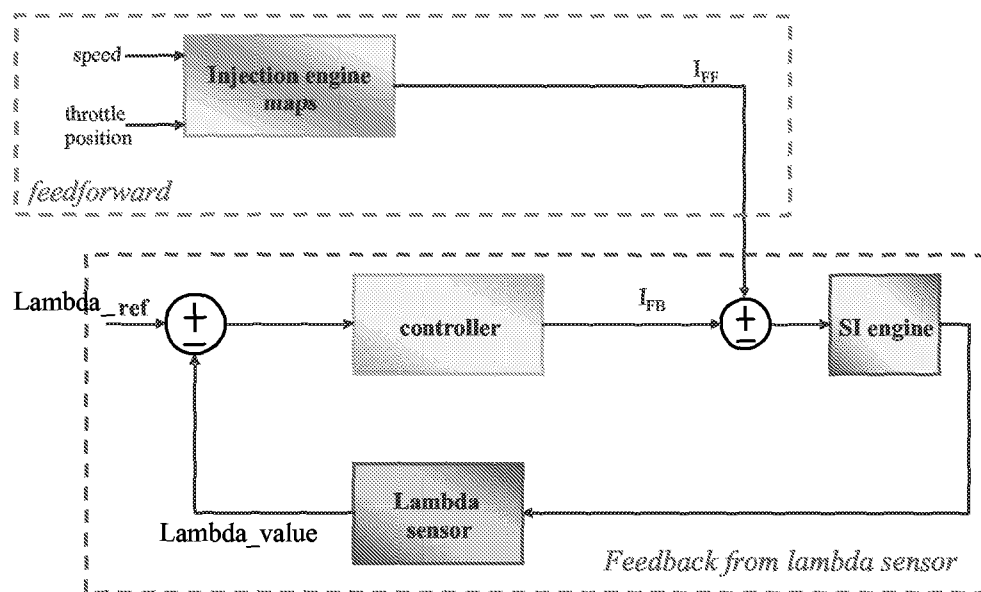 speed
Injection engine
maps
I_FF
throttle
position
feedforward
Lambda_ref
+
−
controller
I_FB
+
−
SI engine
Lambda
sensor
Lambda_value
Feedback from lambda sensor